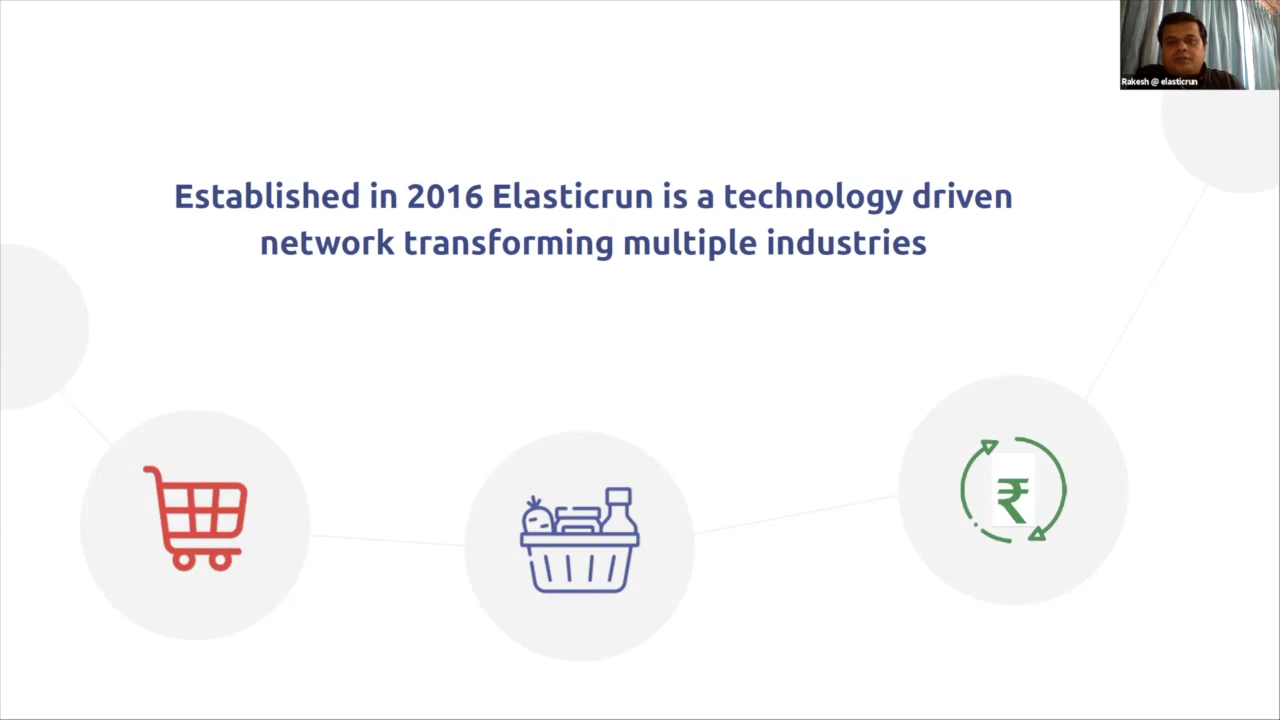 Rakesh @ elasticrun
Established in 2016 Elasticrun is a technology driven
network transforming multiple industries
₹